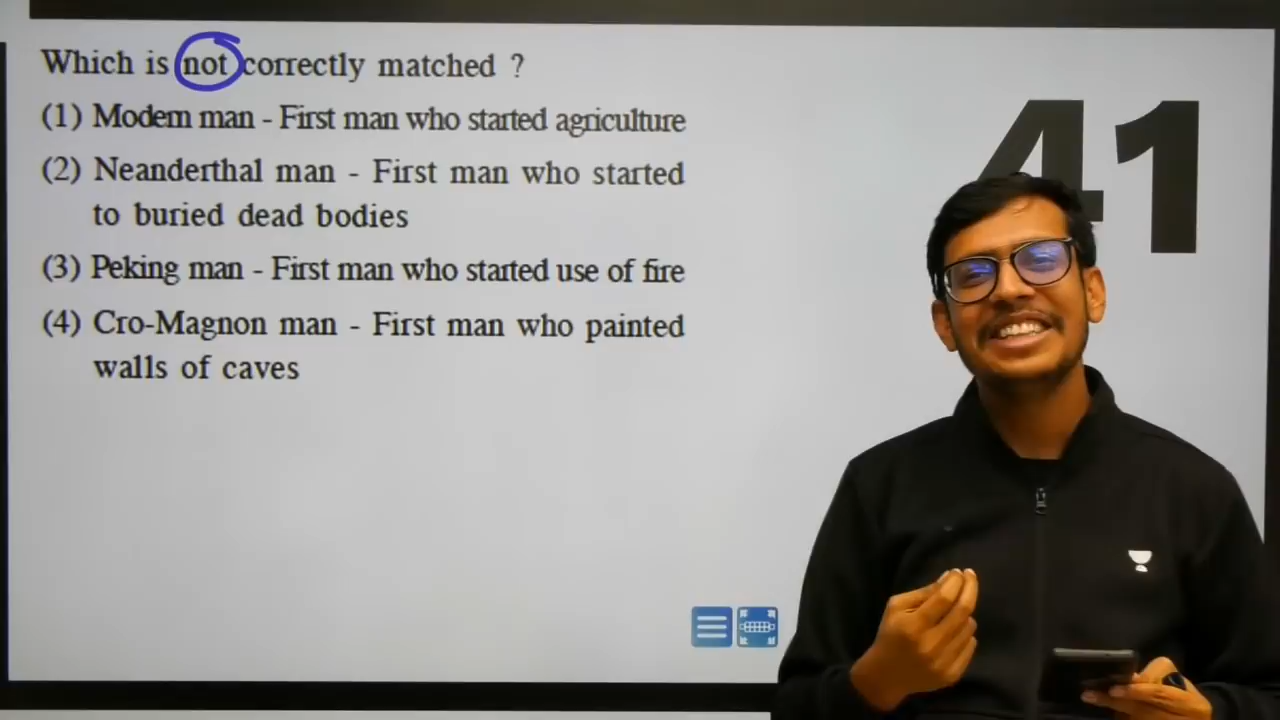 Which is not correctly matched ?
(1) Modern man - First man who started agriculture
(2) Neanderthal man - First man who started
to buried dead bodies
(3) Peking man - First man who started use of fire
(4) Cro-Magnon man - First man who painted
walls of caves
41